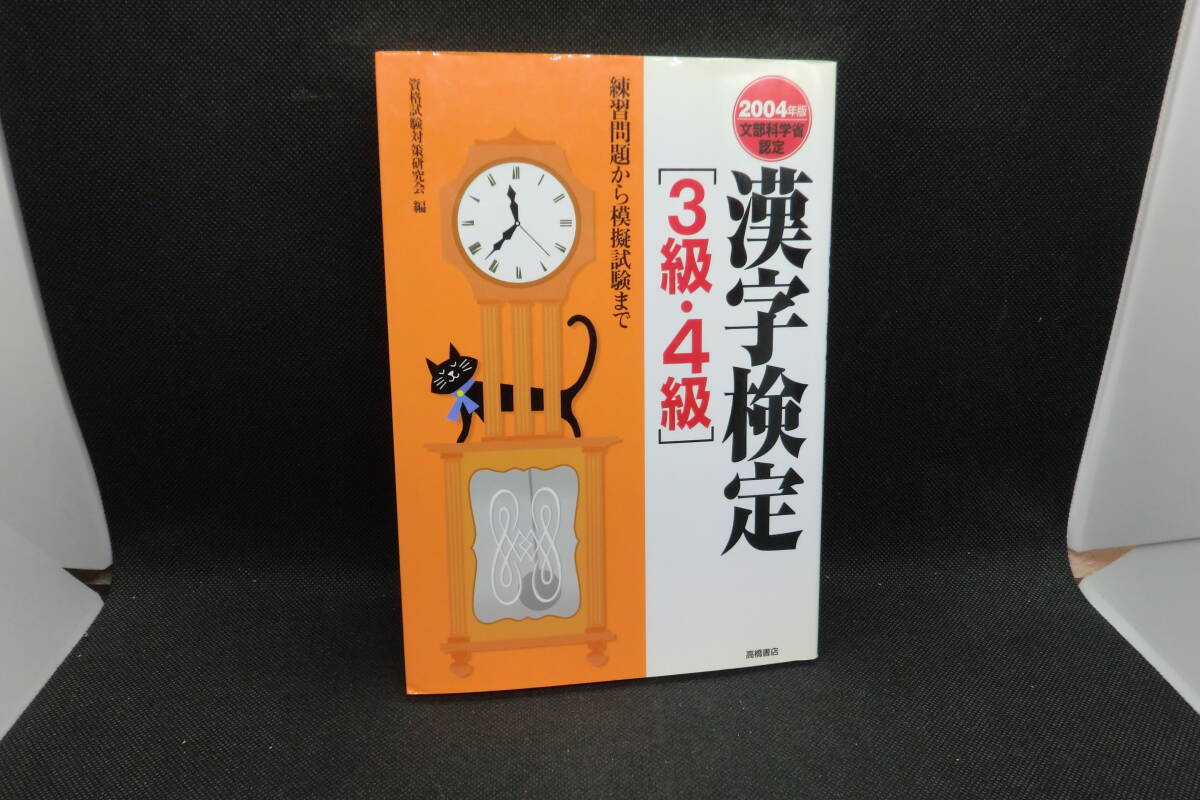 2004年版
文部科学省
認定
漢字検定
[3級・4級]
練習問題から模擬試験まで
資格試験対策研究会 編
高橋書店